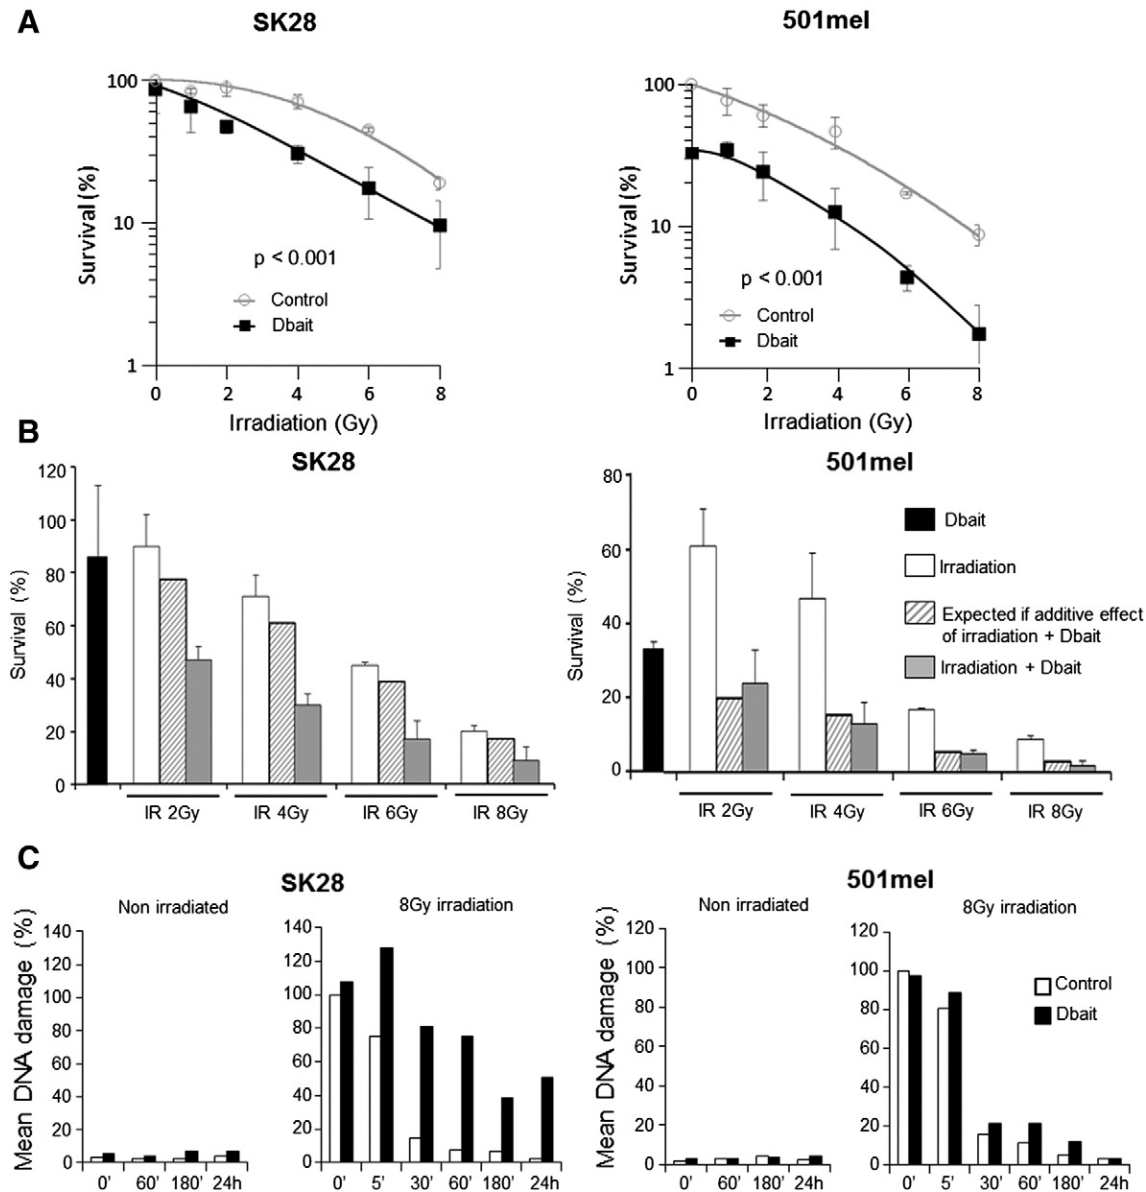 A
SK28
501mel
Survival (%)
100
10
1
p < 0.001
Control
Dbait
0 2 4 6 8
Irradiation (Gy)
Survival (%)
100
10
1
p < 0.001
Control
Dbait
0 2 4 6 8
Irradiation (Gy)
B
SK28
501mel
Survival (%)
120
100
80
60
40
20
0
IR 2Gy IR 4Gy IR 6Gy IR 8Gy
Survival (%)
80
60
40
20
0
IR 2Gy IR 4Gy IR 6Gy IR 8Gy
Dbait
Irradiation
Expected if additive effect
of irradiation + Dbait
Irradiation + Dbait
C
SK28
501mel
Mean DNA damage (%)
Non irradiated
140
120
100
80
60
40
20
0
0' 60' 180' 24h
8Gy irradiation
140
120
100
80
60
40
20
0
0' 5' 30' 60' 180' 24h
Mean DNA damage (%)
Non irradiated
120
100
80
60
40
20
0
0' 60' 180' 24h
8Gy irradiation
120
100
80
60
40
20
0
0' 5' 30' 60' 180' 24h
Control
Dbait